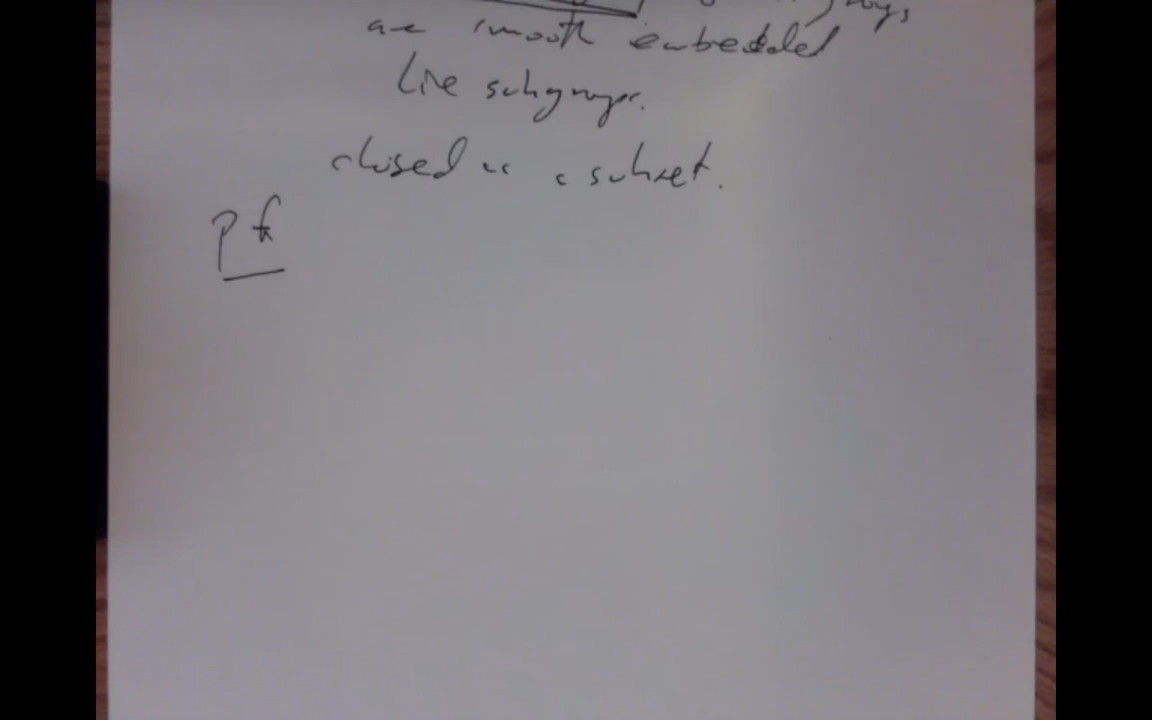 are smooth embedded
Lie subgroups.
closed as a subset.
pf